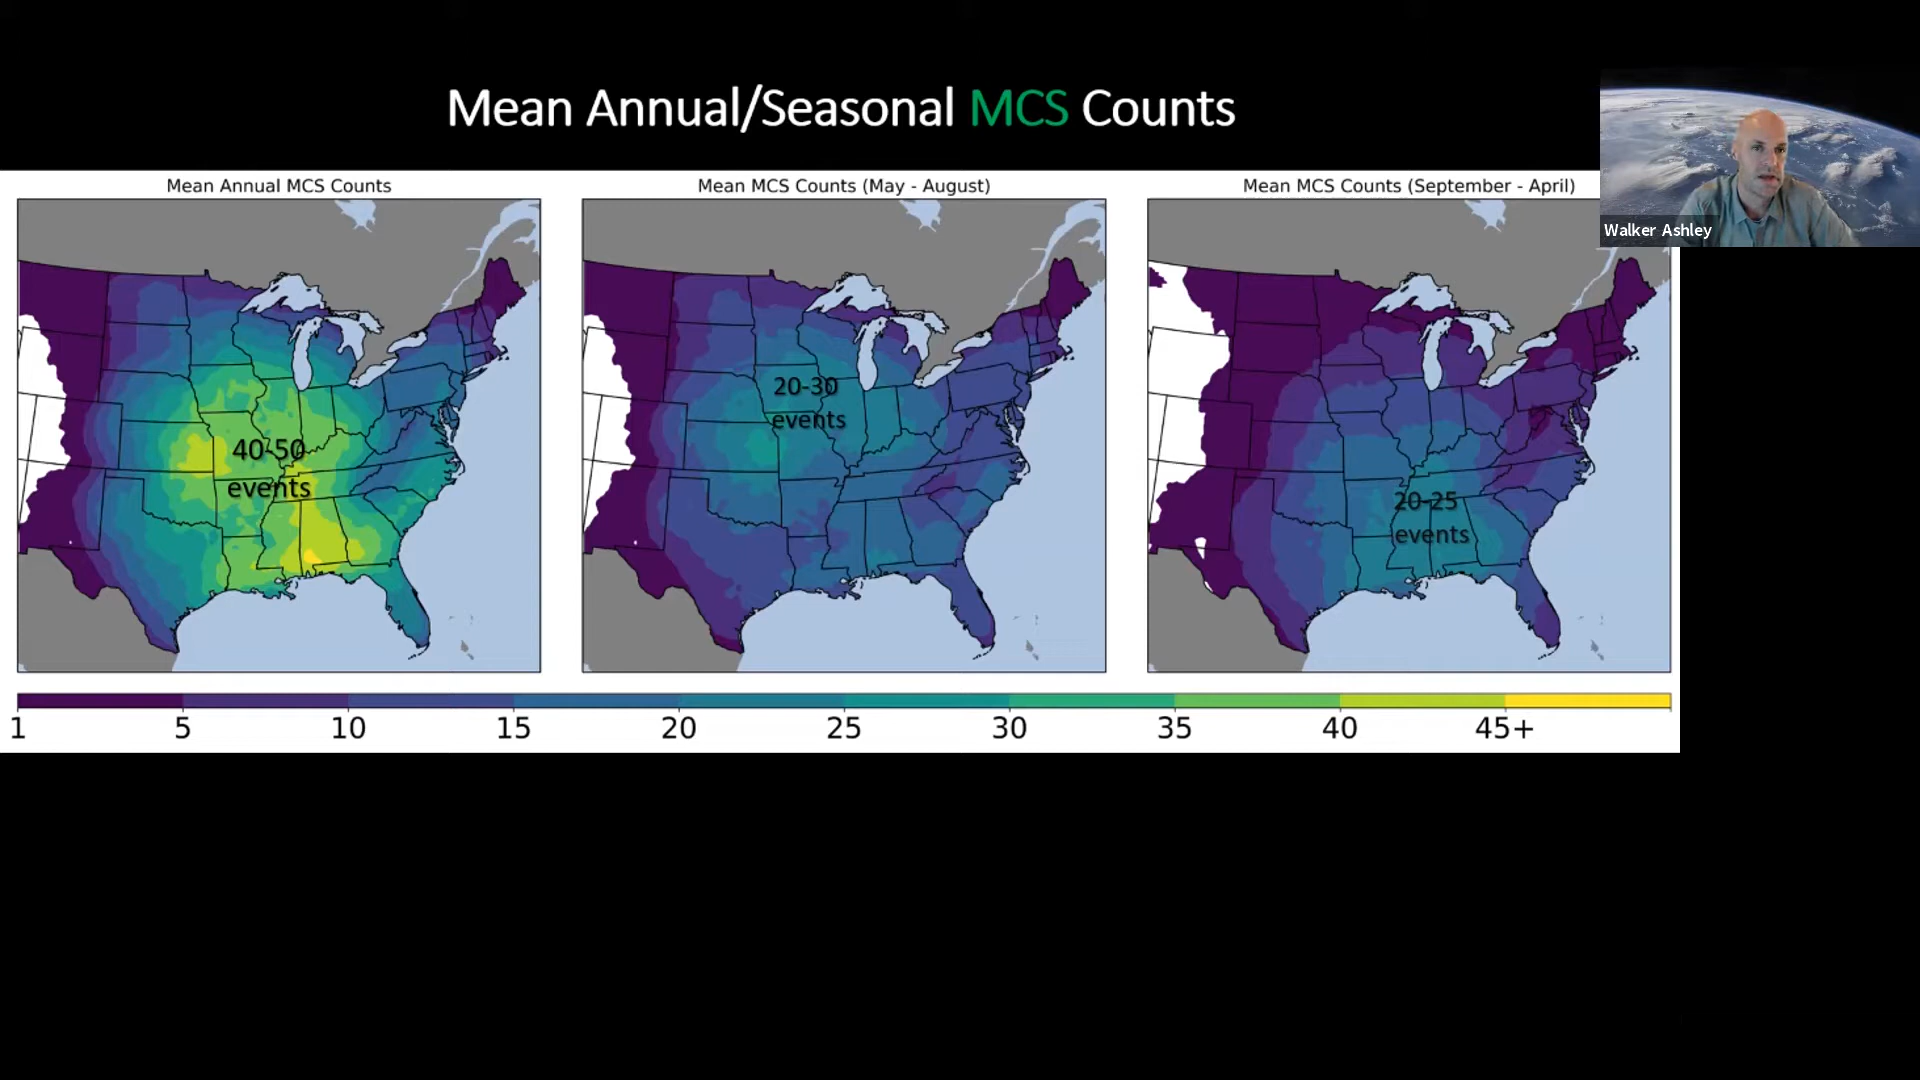 Mean Annual/Seasonal MCS Counts
Walker Ashley
Mean Annual MCS Counts
Mean MCS Counts (May - August)
Mean MCS Counts (September - April)
40-50
events
20-30
events
20-25
events
1 5 10 15 20 25 30 35 40 45+